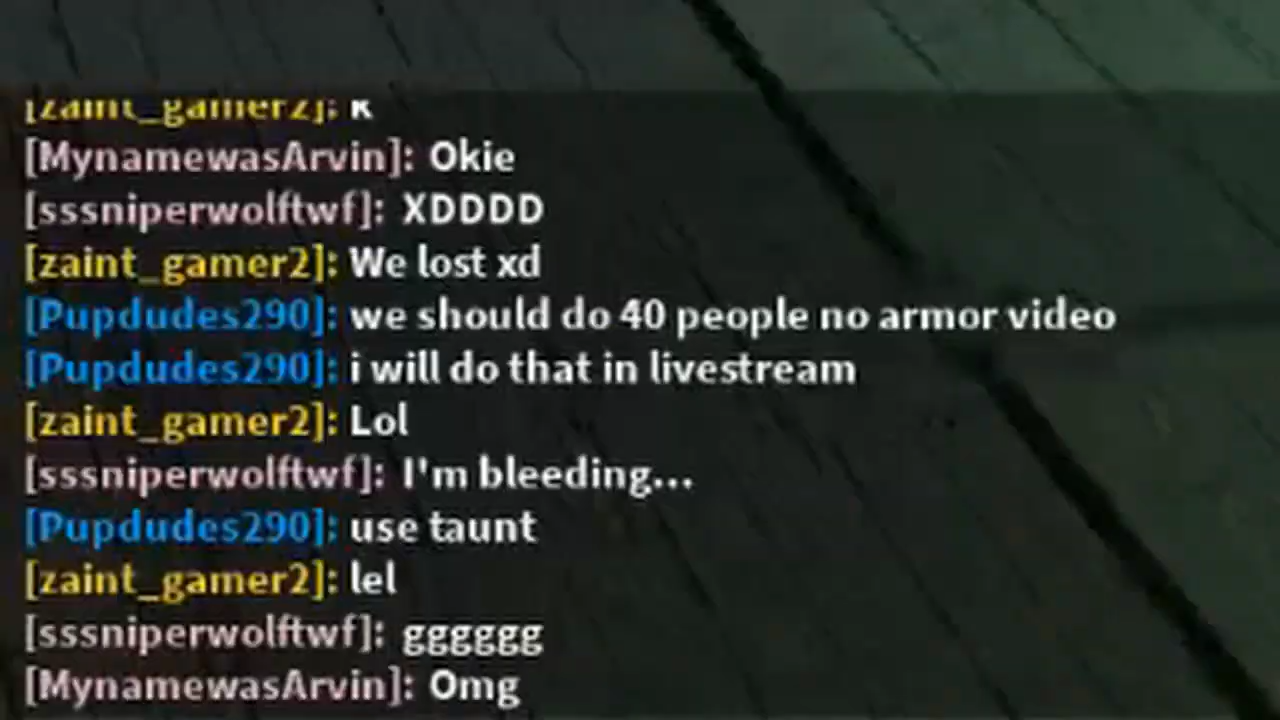 [zaint_gamer2]: K
[MynamewasArvin]: Okie
[sssniperwolftwf]: XDDDD
[zaint_gamer2]: We lost xd
[Pupdudes290]: we should do 40 people no armor video
[Pupdudes290]: i will do that in livestream
[zaint_gamer2]: Lol
[sssniperwolftwf]: I'm bleeding...
[Pupdudes290]: use taunt
[zaint_gamer2]: lel
[sssniperwolftwf]: gggggg
[MynamewasArvin]: Omg